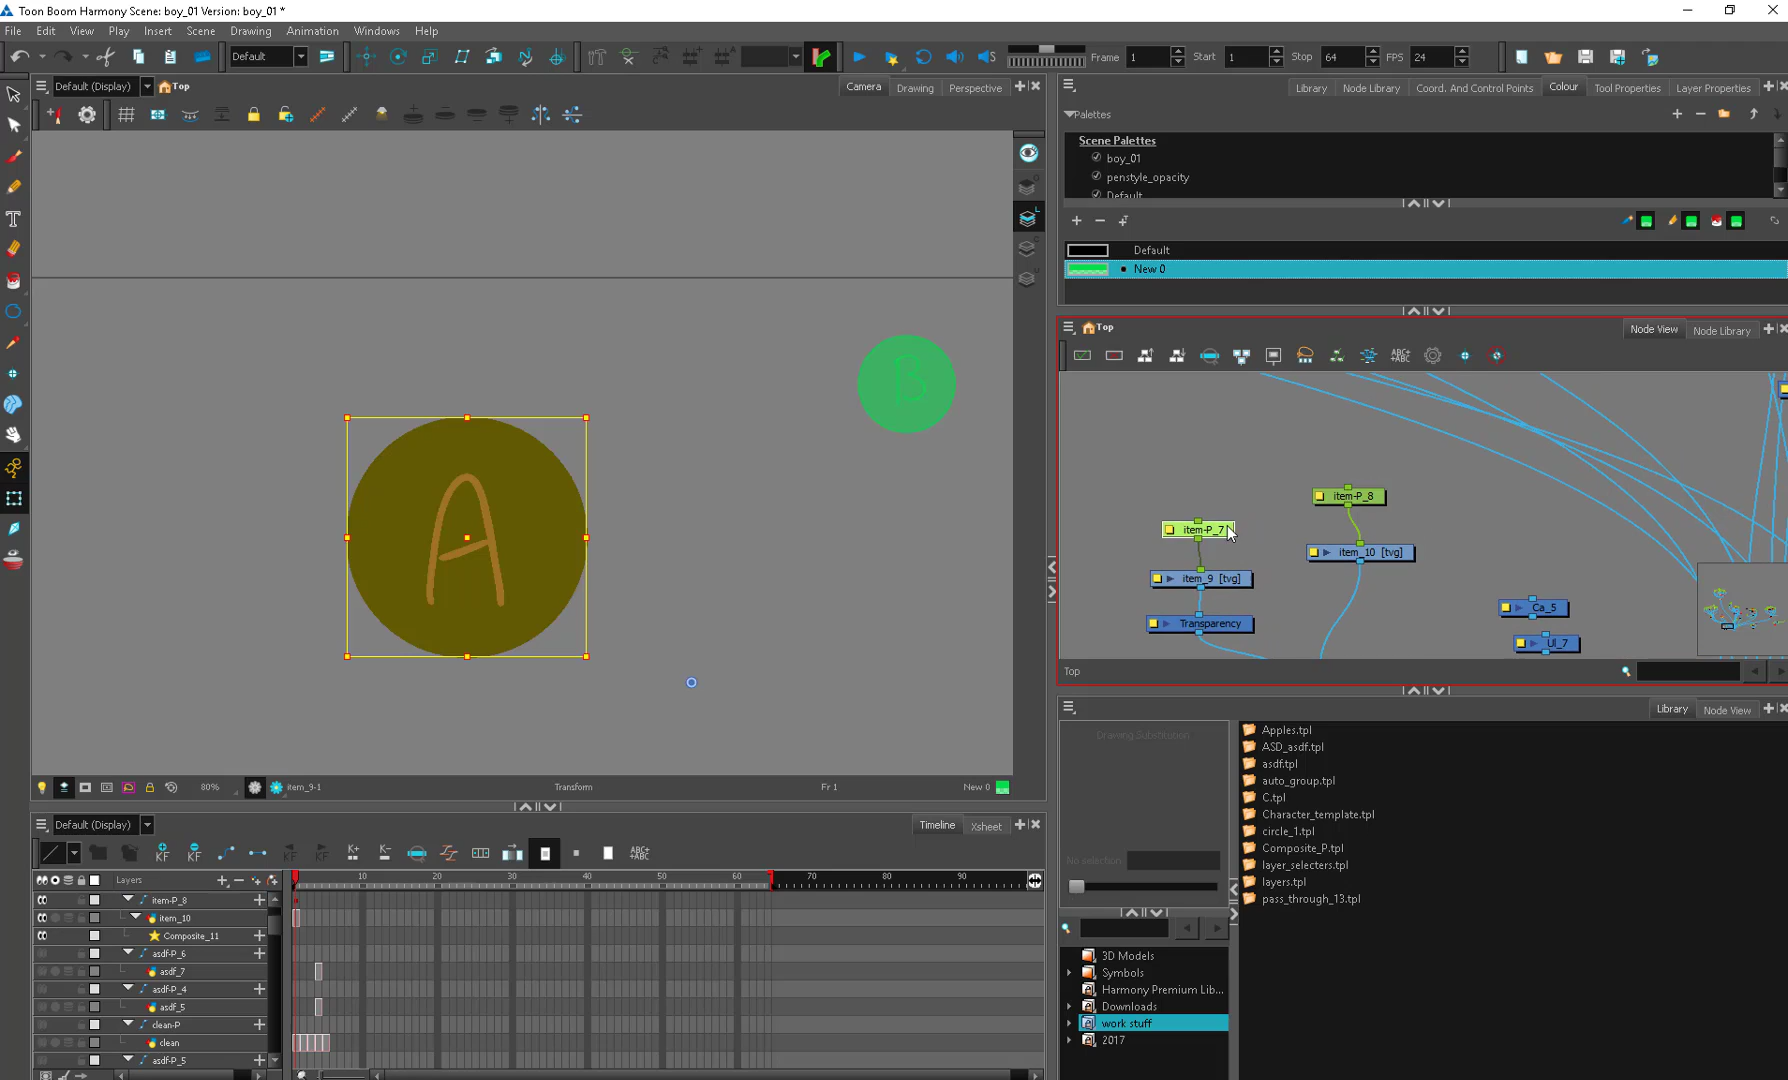 Toon Boom Harmony Scene: boy_01 Version: boy_01 *
File Edit View Play Insert Scene Drawing Animation Windows Help
Default Frame 1 Start 1 Stop 64 FPS 24
Default (Display) Top Camera Drawing Perspective
Library Node Library Coord. And Control Points Colour Tool Properties Layer Properties
Palettes
Scene Palettes
boy_01
penstyle_opacity
Default
Default
New 0
B
A
Top Node View Node Library
item-P_8
item-P_7
item_10 [tvg]
item_9 [tvg]
Ca_5
Transparency
UI_7
Top
80% item_9-1 Transform Fr 1 New 0
Library Node View
Drawing Substitution
No selection
Apples.tpl
ASD_asdf.tpl
asdf.tpl
auto_group.tpl
C.tpl
Character_template.tpl
circle_1.tpl
Composite_P.tpl
layer_selecters.tpl
layers.tpl
pass_through_13.tpl
3D Models
Symbols
Harmony Premium Lib...
Downloads
work stuff
2017
Default (Display) Timeline Xsheet
Layers 10 20 30 40 50 60 70 80 90
item-P_8
item_10
Composite_11
asdf-P_6
asdf_7
asdf-P_4
asdf_5
clean-P
clean
asdf-P_5